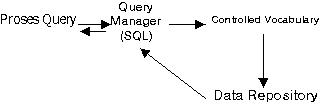 Proses Query
Query
Manager
(SQL)
Controlled Vocabulary
Data Repository